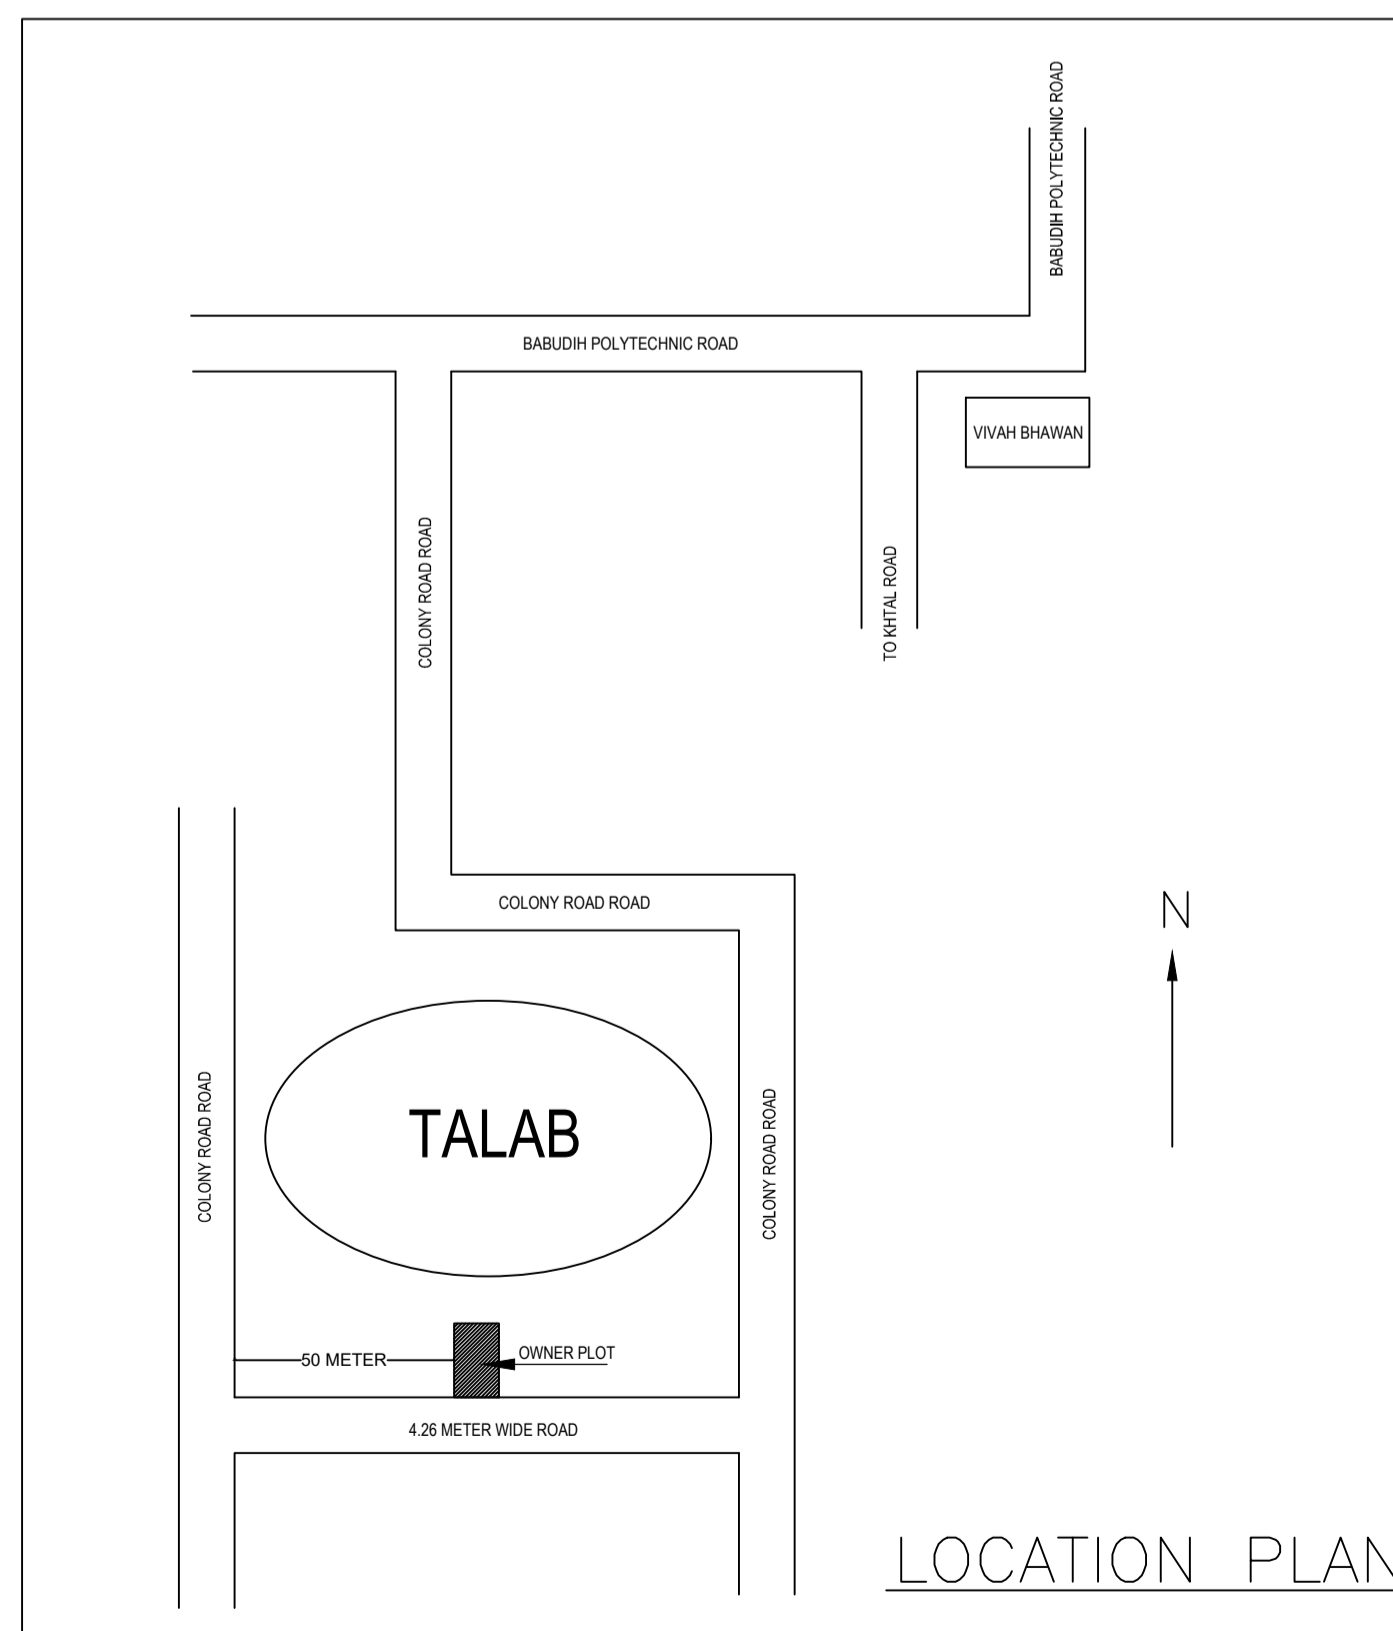 BABUDIH POLYTECHNIC ROAD
BABUDIH POLYTECHNIC ROAD
VIVAH BHAWAN
COLONY ROAD ROAD
TO KHTAL ROAD
COLONY ROAD ROAD
N
COLONY ROAD ROAD
TALAB
COLONY ROAD ROAD
50 METER
OWNER PLOT
4.26 METER WIDE ROAD
LOCATION PLAN